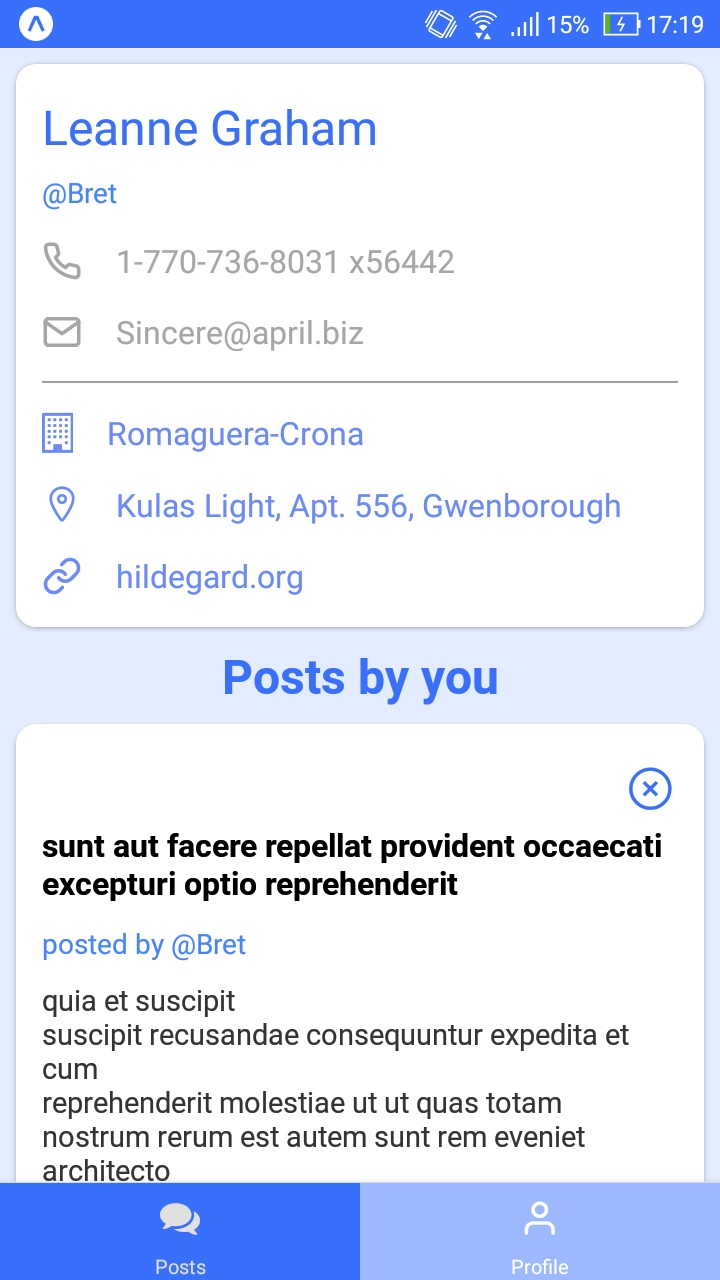 15% 17:19
Leanne Graham
@Bret
1-770-736-8031 x56442
Sincere@april.biz
Romaguera-Crona
Kulas Light, Apt. 556, Gwenborough
hildegard.org
Posts by you
sunt aut facere repellat provident occaecati
excepturi optio reprehenderit
posted by @Bret
quia et suscipit
suscipit recusandae consequuntur expedita et
cum
reprehenderit molestiae ut ut quas totam
nostrum rerum est autem sunt rem eveniet
architecto
Posts Profile